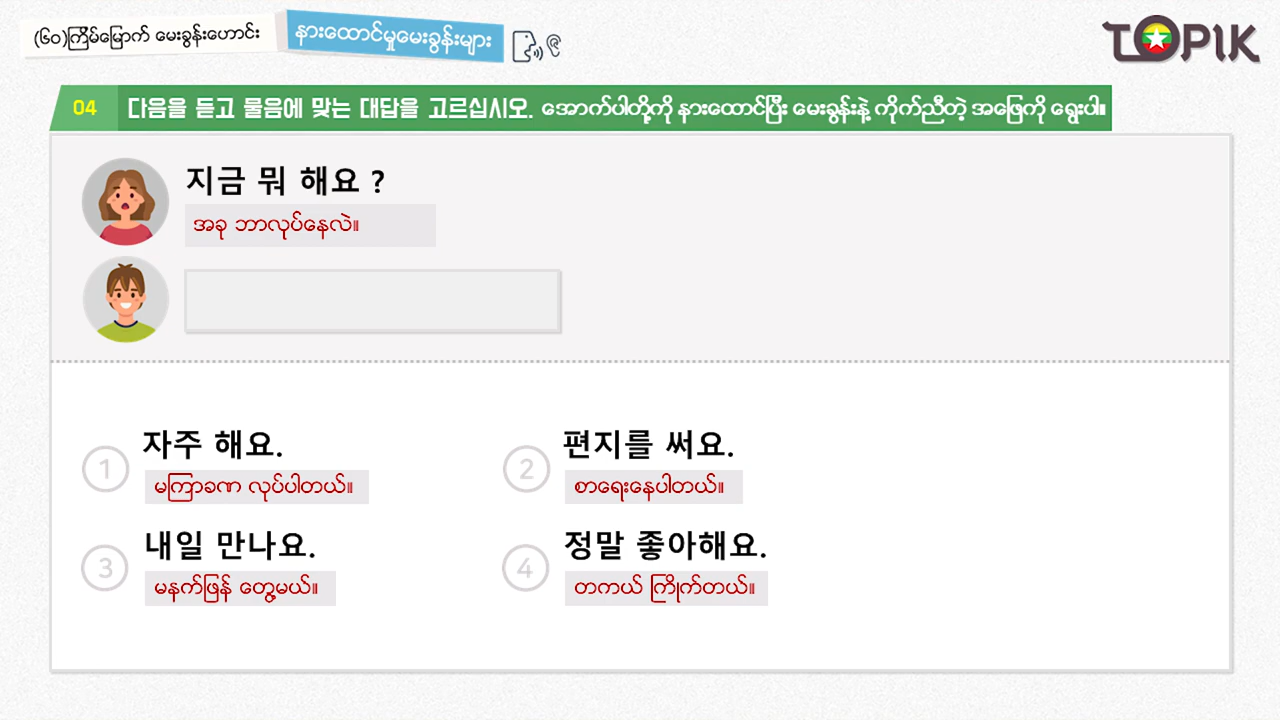 (၆၀)ကြိမ်မြောက် မေးခွန်းဟောင်း
နားထောင်မှုမေးခွန်းများ
TOPIK
04 다음을 듣고 물음에 맞는 대답을 고르십시오. အောက်ပါတို့ကို နားထောင်ပြီး မေးခွန်းနဲ့ ကိုက်ညီတဲ့ အဖြေကို ရွေးပါ။
지금 뭐 해요 ?
အခု ဘာလုပ်နေလဲ။
1 자주 해요.
မကြာခဏ လုပ်ပါတယ်။
2 편지를 써요.
စာရေးနေပါတယ်။
3 내일 만나요.
မနက်ဖြန် တွေ့မယ်။
4 정말 좋아해요.
တကယ် ကြိုက်တယ်။